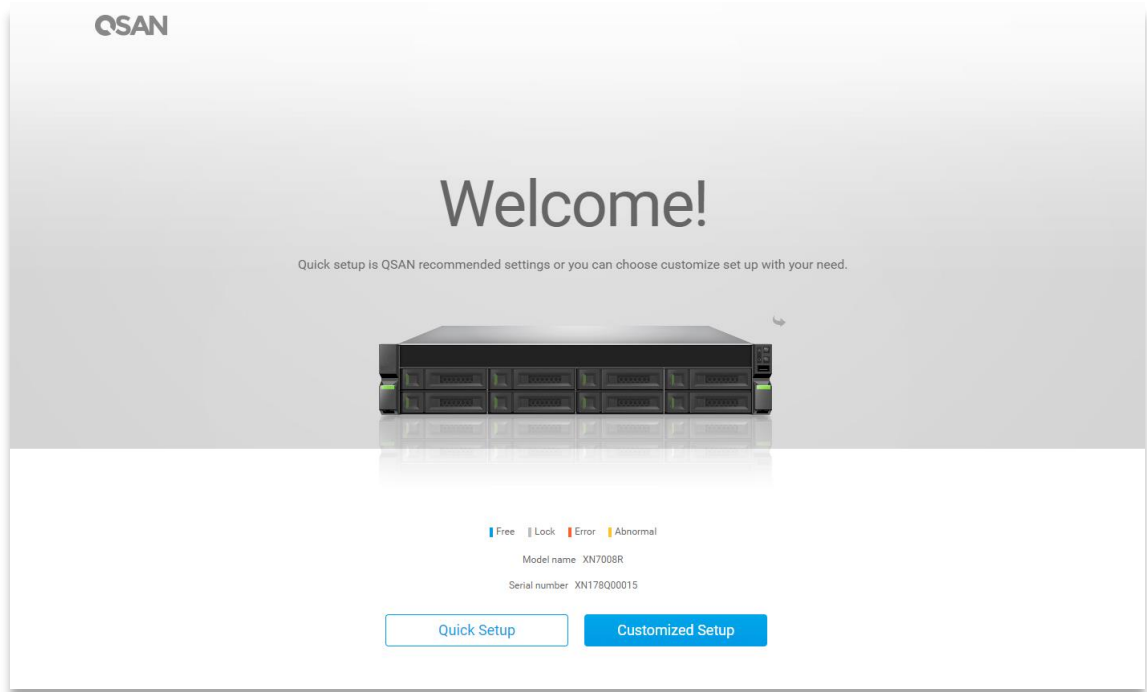 QSAN
Welcome!
Quick setup is QSAN recommended settings or you can choose customize set up with your need.
Free Lock Error Abnormal
Model name XN7008R
Serial number XN178Q00015
Quick Setup Customized Setup